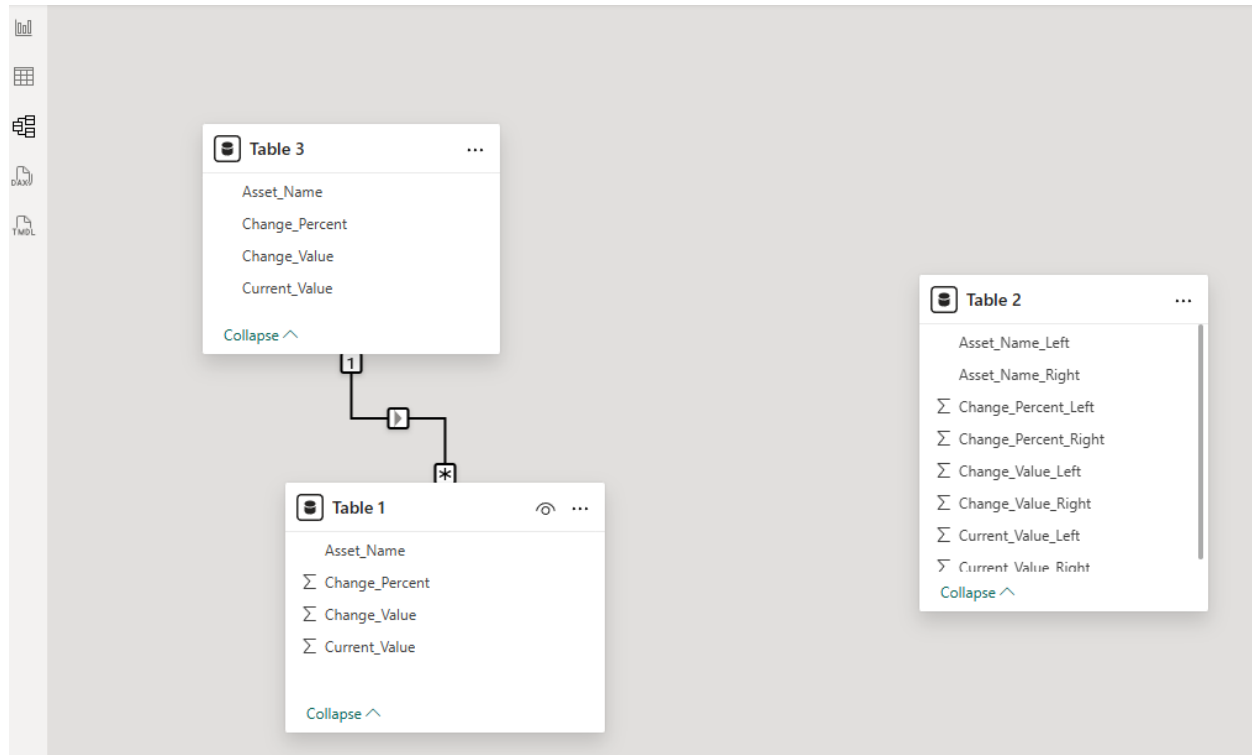 DAX
TMDL
Table 3
Asset_Name
Change_Percent
Change_Value
Current_Value
Collapse
1
*
Table 1
Asset_Name
Σ Change_Percent
Σ Change_Value
Σ Current_Value
Collapse
Table 2
Asset_Name_Left
Asset_Name_Right
Σ Change_Percent_Left
Σ Change_Percent_Right
Σ Change_Value_Left
Σ Change_Value_Right
Σ Current_Value_Left
Σ Current_Value_Right
Collapse